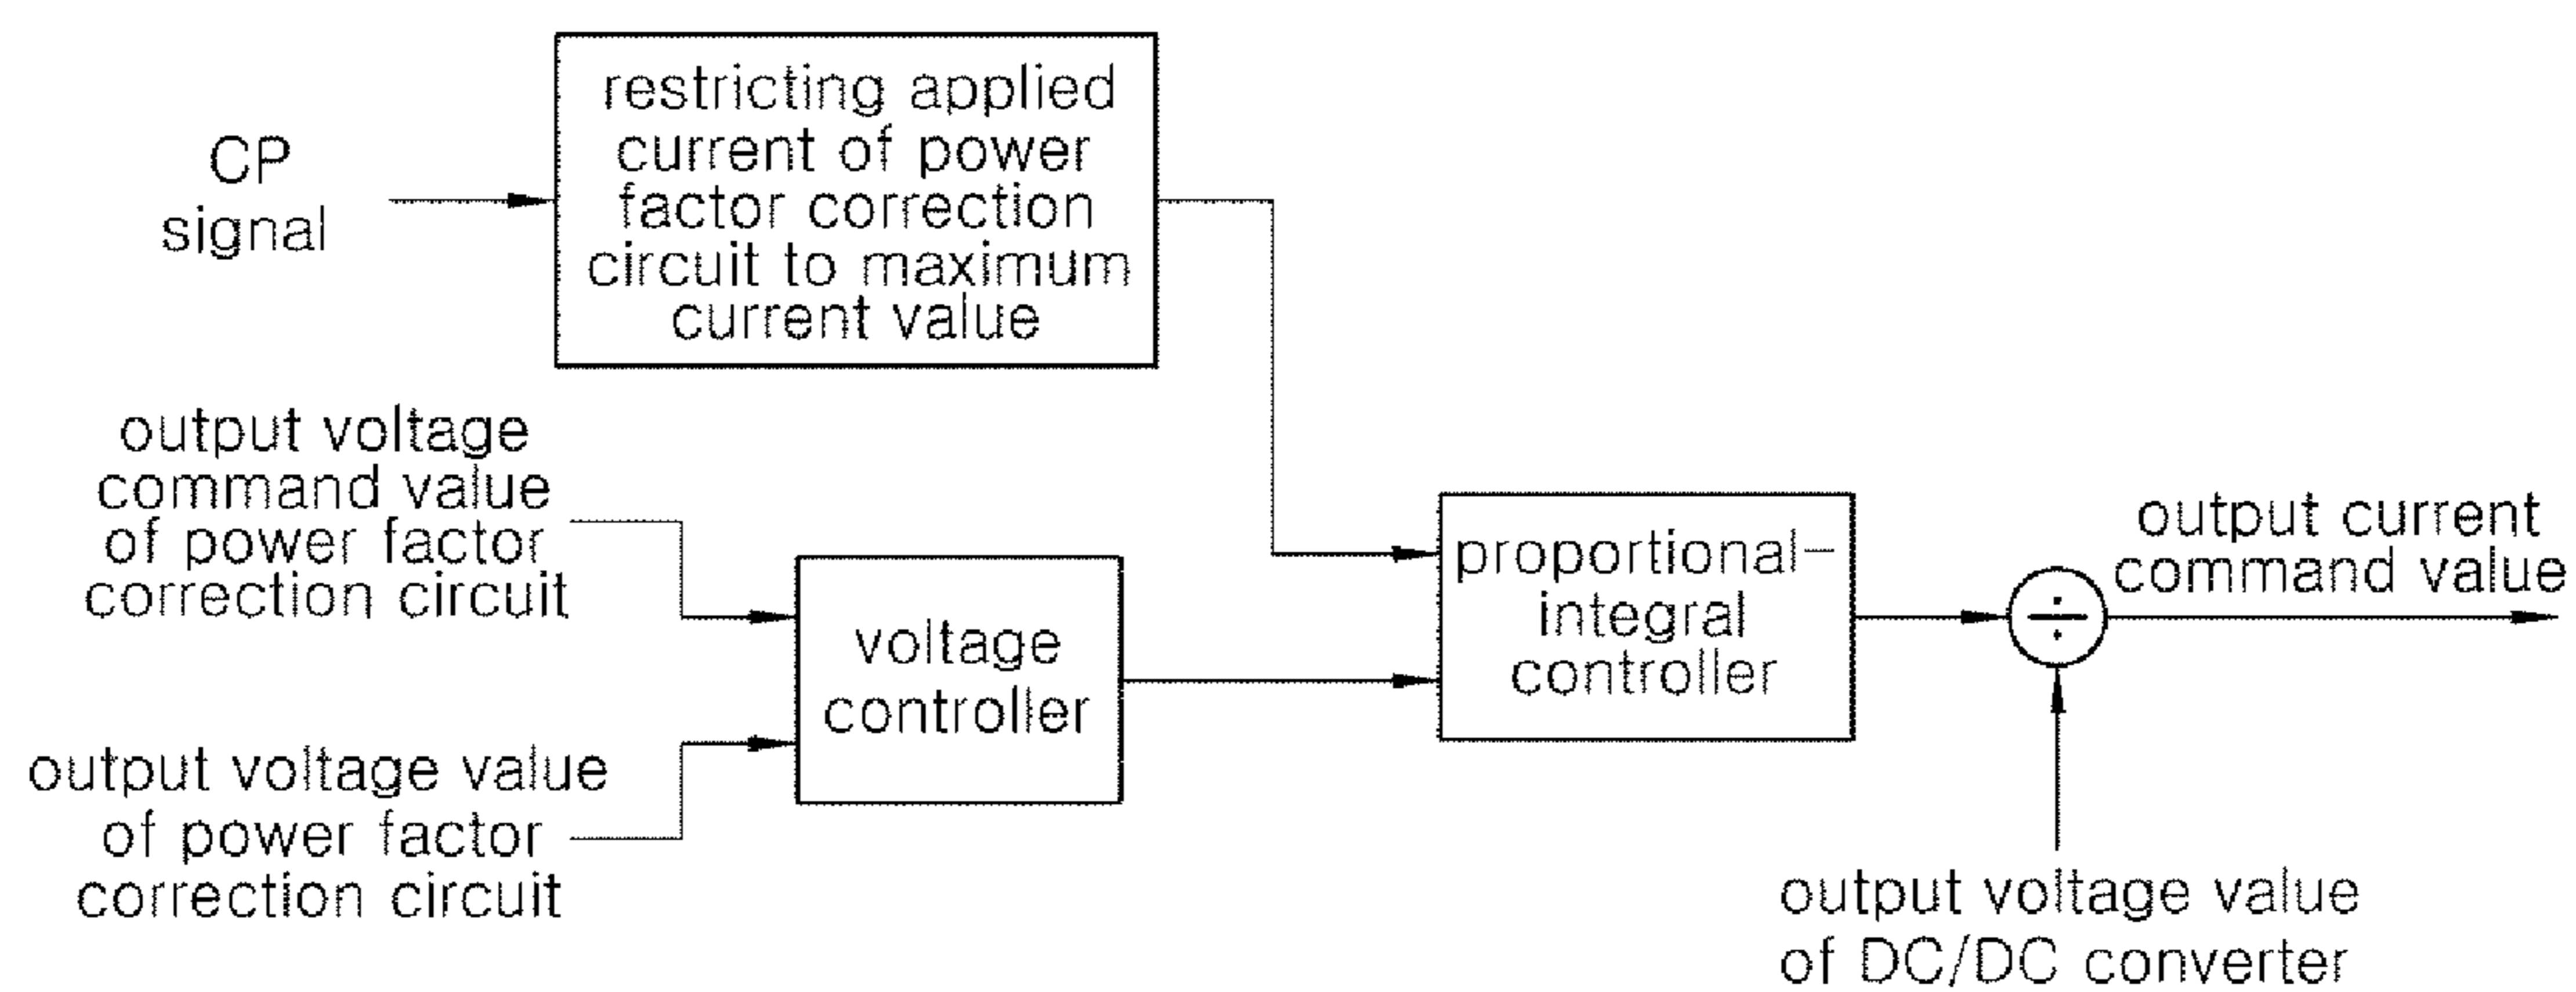 restricting applied
current of power
factor correction
circuit to maximum
current value
CP
signal
output voltage
command value
of power factor
correction circuit
voltage
controller
output voltage value
of power factor
correction circuit
proportional-
integral
controller
÷
output current
command value
output voltage value
of DC/DC converter